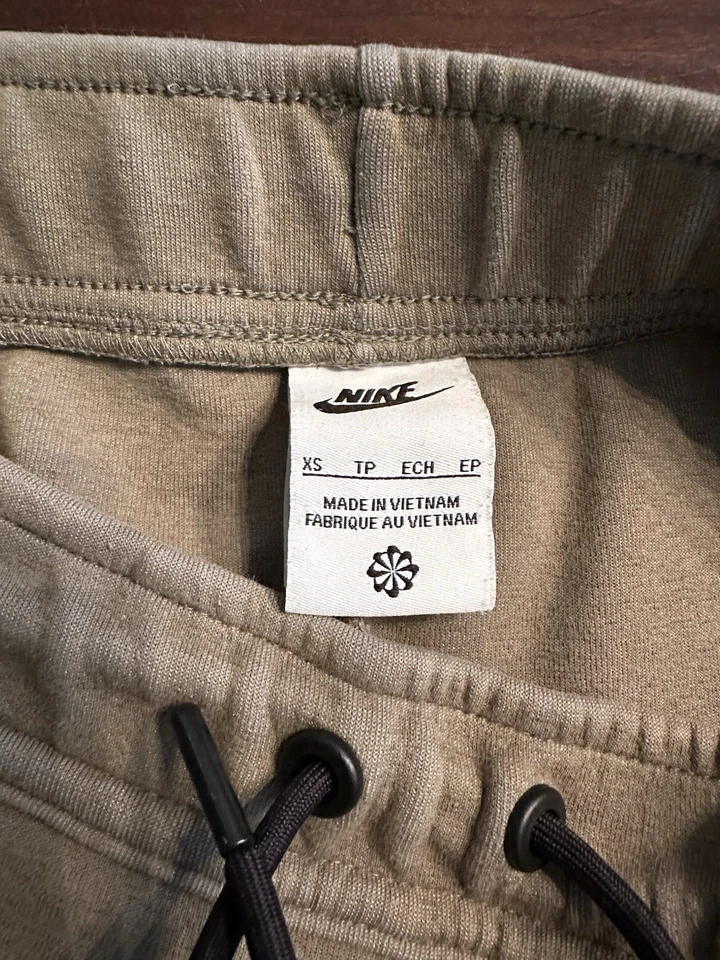 NIKE
XS TP ECH EP
MADE IN VIETNAM
FABRIQUE AU VIETNAM